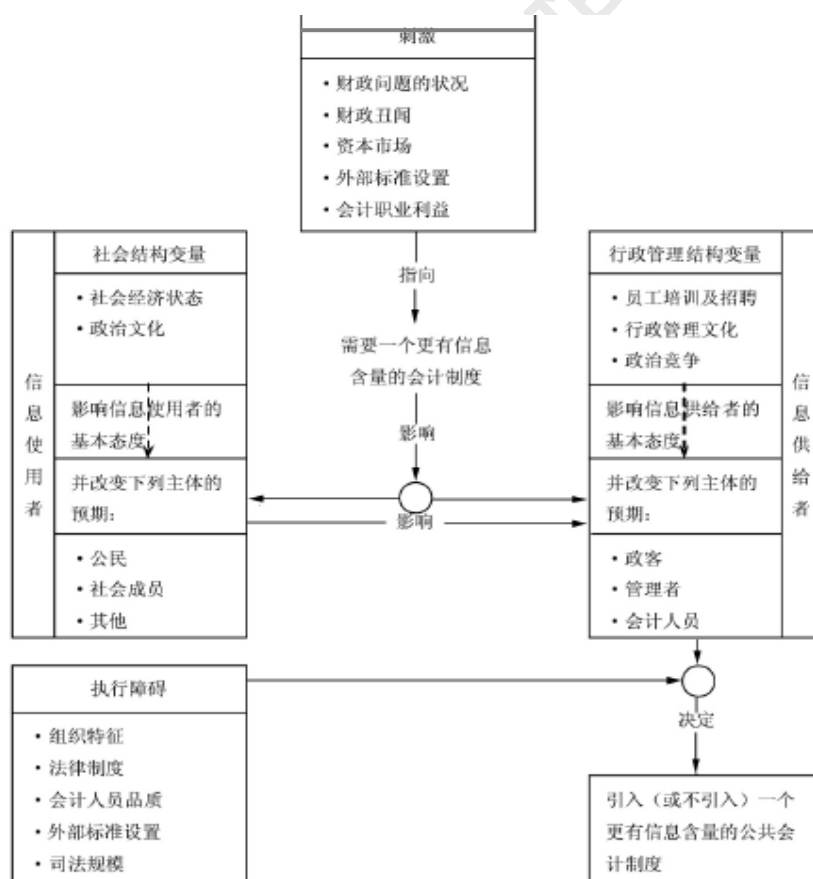 刺激
• 财政问题的状况
• 财政丑闻
• 资本市场
• 外部标准设置
• 会计职业利益
指向
需要一个更有信息
含量的会计制度
影响
影响
信息使用者
社会结构变量
• 社会经济状态
• 政治文化
影响信息使用者的
基本态度
并改变下列主体的
预期：
• 公民
• 社会成员
• 其他
行政管理结构变量
• 员工培训及招聘
• 行政管理文化
• 政治竞争
影响信息供给者的
基本态度
并改变下列主体的
预期：
• 政客
• 管理者
• 会计人员
信息供给者
执行障碍
• 组织特征
• 法律制度
• 会计人员品质
• 外部标准设置
• 司法规模
决定
引入（或不引入）一个
更有信息含量的公共会
计制度